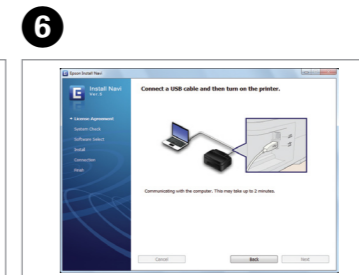 6
Epson Install Navi
Install Navi
Connect a USB cable and then turn on the printer.
License Agreement
System Check
Software Select
Install
Connection
Finish
Communicating with the computer. This may take up to 2 minutes.
Cancel
Back
Next